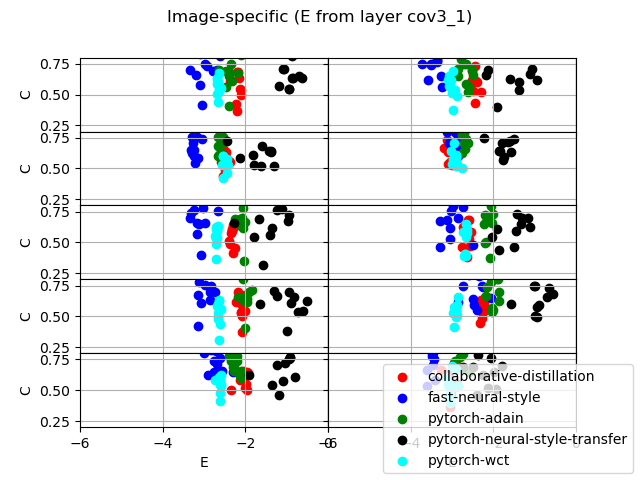 Image-specific (E from layer cov3_1)
0.75
C 0.50
0.25
0.75
C 0.50
0.25
0.75
C 0.50
0.25
0.75
C 0.50
0.25
0.75
C 0.50
0.25
−6 −4 −2 −6 −4 −2 0
E
collaborative-distillation
fast-neural-style
pytorch-adain
pytorch-neural-style-transfer
pytorch-wct